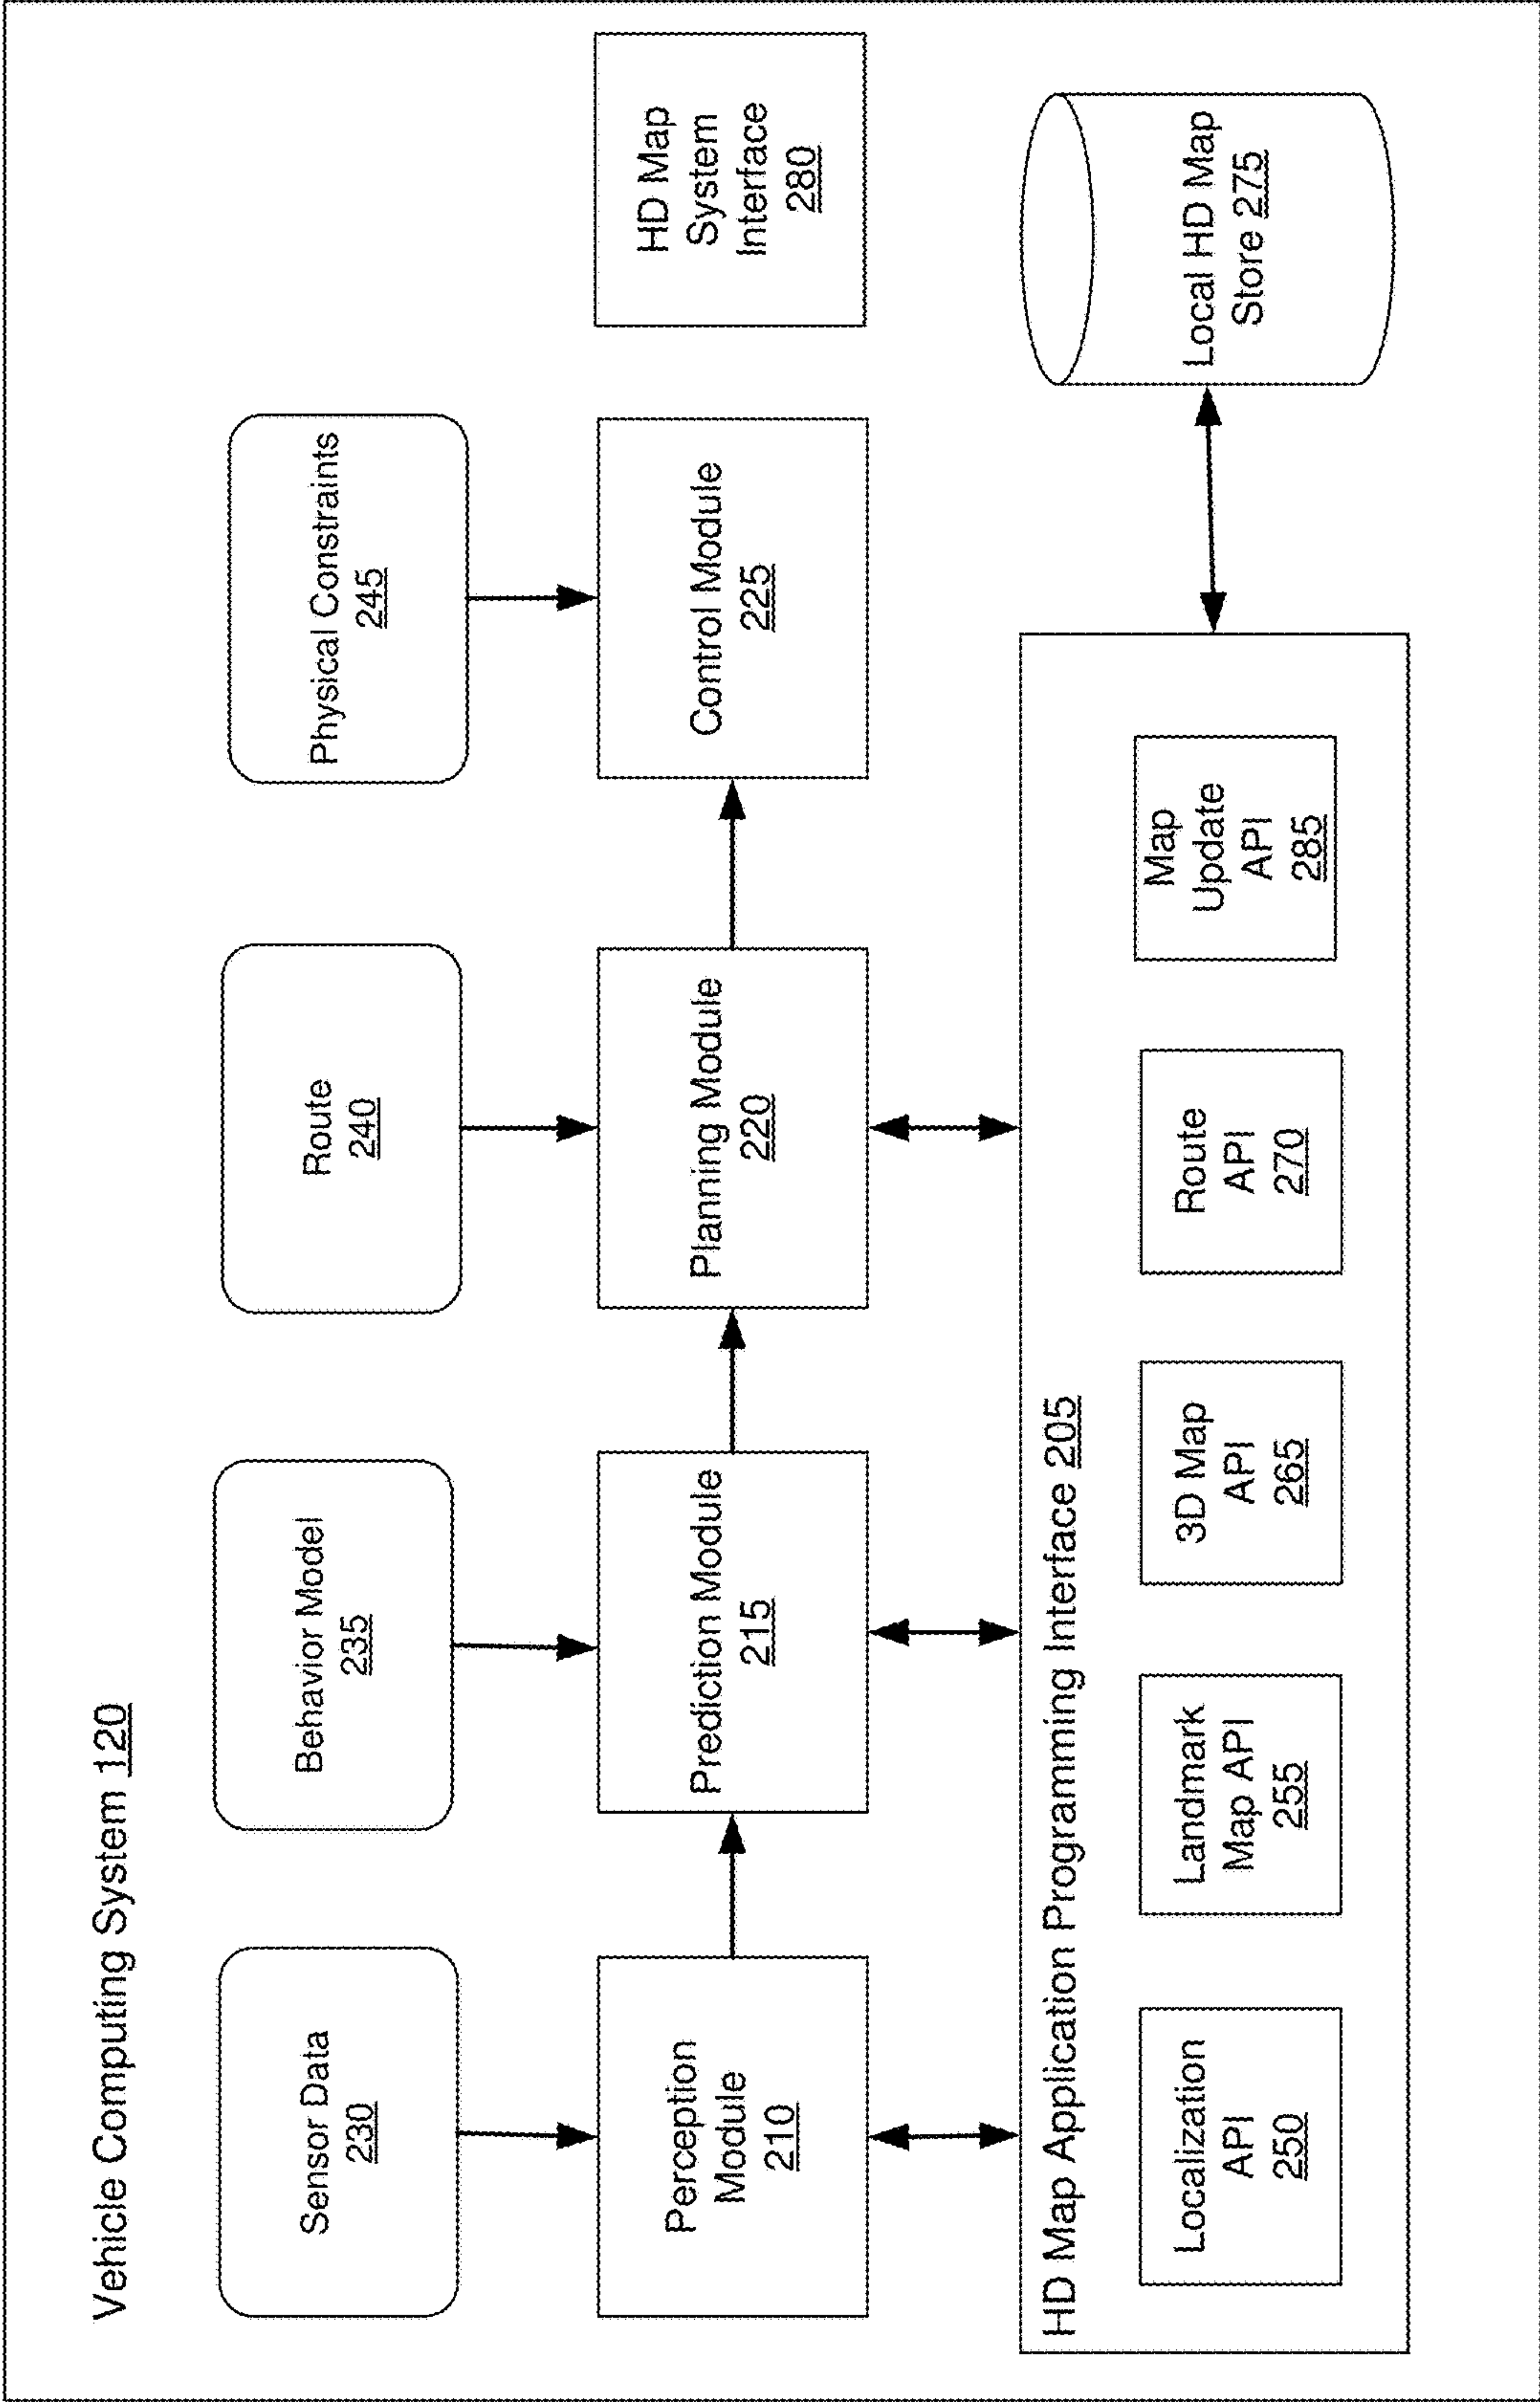 Vehicle Computing System 120
Sensor Data
230
Behavior Model
235
Route
240
Physical Constraints
245
Perception
Module
210
Prediction Module
215
Planning Module
220
Control Module
225
HD Map
System
Interface
280
HD Map Application Programming Interface 205
Localization
API
250
Landmark
Map API
255
3D Map
API
265
Route
API
270
Map
Update
API
285
Local HD Map
Store 275